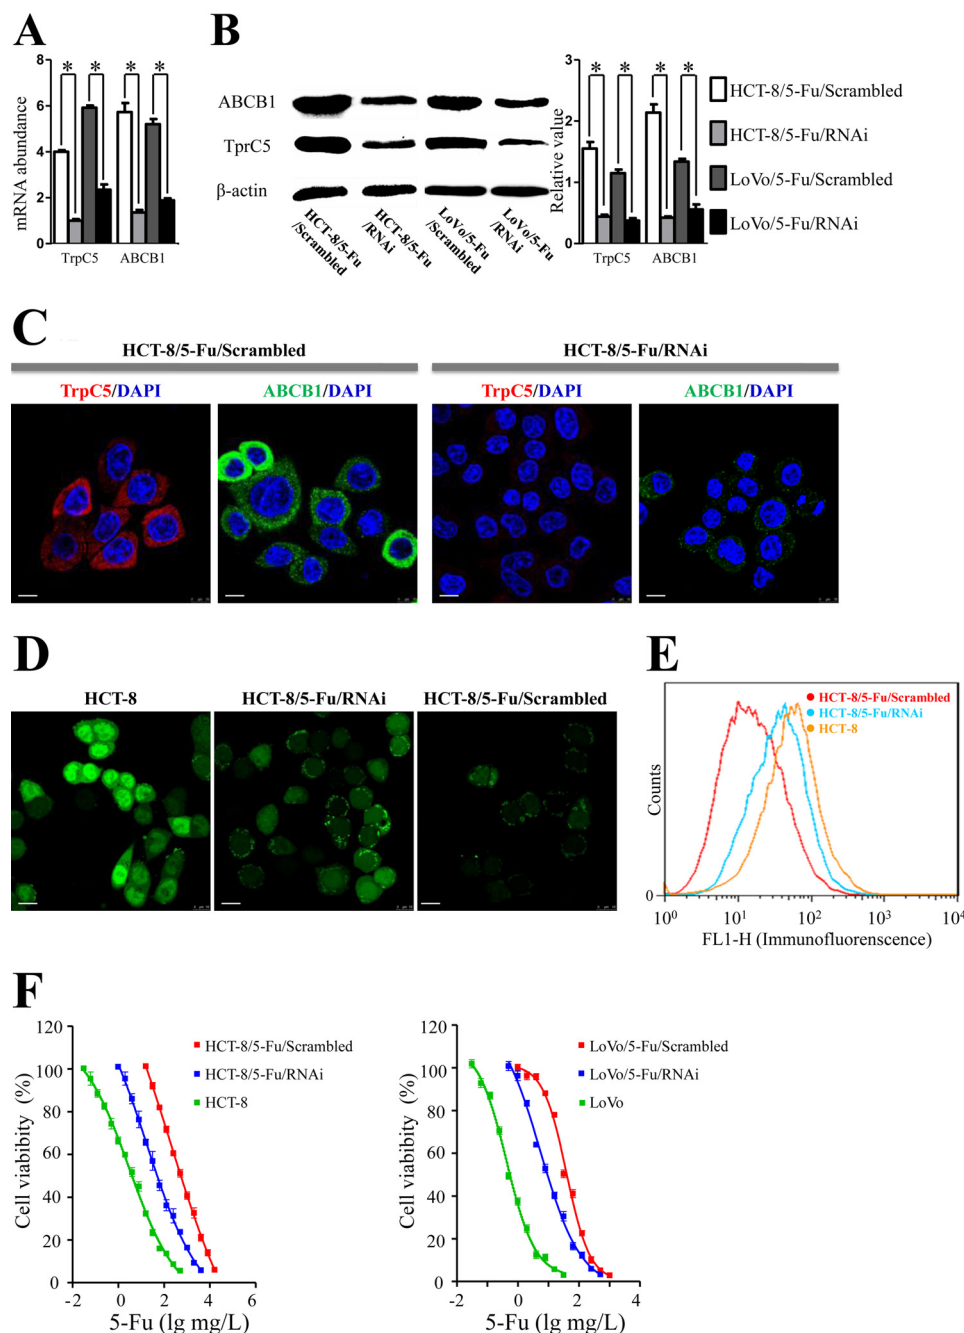 A
B
8
6
4
2
0
mRNA abundance
* * * *
TrpC5 ABCB1
ABCB1
TprC5
β-actin
HCT-8/5-Fu
/Scrambled
HCT-8/5-Fu
/RNAi
LoVo/5-Fu
/Scrambled
LoVo/5-Fu
/RNAi
3
2
1
0
Relative value
* * * *
TrpC5 ABCB1
HCT-8/5-Fu/Scrambled
HCT-8/5-Fu/RNAi
LoVo/5-Fu/Scrambled
LoVo/5-Fu/RNAi
C
HCT-8/5-Fu/Scrambled
HCT-8/5-Fu/RNAi
TrpC5/DAPI
ABCB1/DAPI
TrpC5/DAPI
ABCB1/DAPI
D
HCT-8
HCT-8/5-Fu/RNAi
HCT-8/5-Fu/Scrambled
E
HCT-8/5-Fu/Scrambled
HCT-8/5-Fu/RNAi
HCT-8
Counts
0
10⁰ 10¹ 10² 10³ 10⁴
FL1-H (Immunofluorenscence)
F
120
100
80
60
40
20
0
Cell viabibity (%)
HCT-8/5-Fu/Scrambled
HCT-8/5-Fu/RNAi
HCT-8
-2 0 2 4 6
5-Fu (lg mg/L)
120
100
80
60
40
20
0
Cell viabibity (%)
LoVo/5-Fu/Scrambled
LoVo/5-Fu/RNAi
LoVo
-2 0 2 4
5-Fu (lg mg/L)